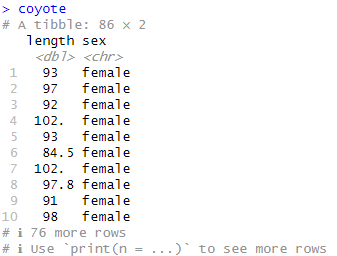 > coyote
# A tibble: 86 × 2
length sex
<dbl> <chr>
1 93 female
2 97 female
3 92 female
4 102. female
5 93 female
6 84.5 female
7 102. female
8 97.8 female
9 91 female
10 98 female
# ℹ 76 more rows
# ℹ Use `print(n = ...)` to see more rows